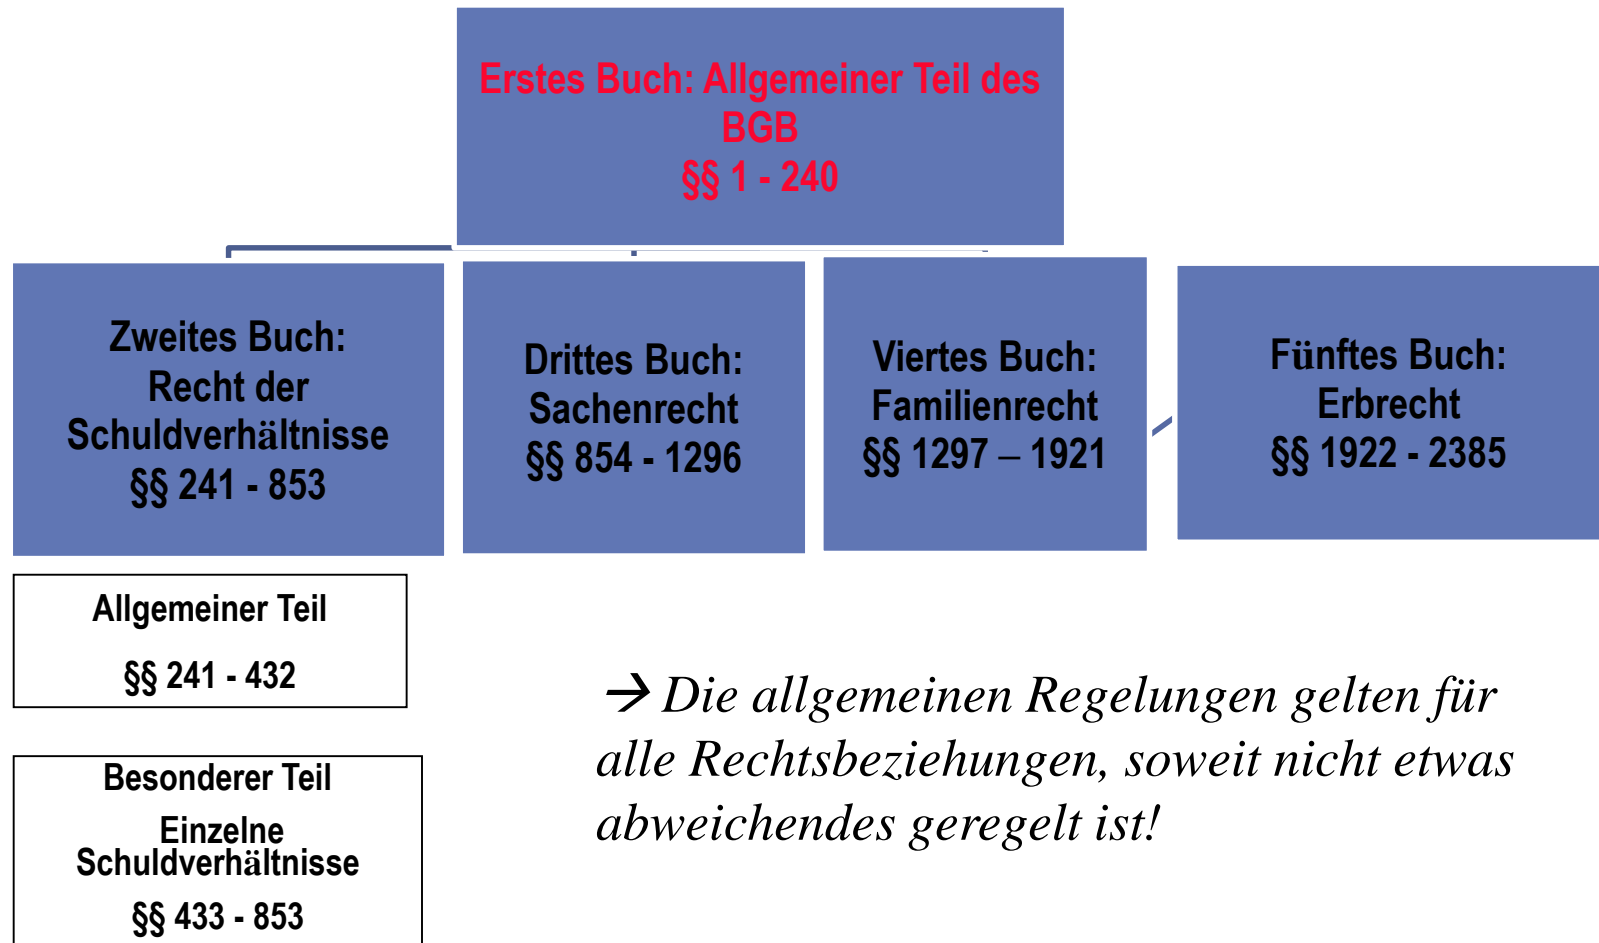 Erstes Buch: Allgemeiner Teil des
BGB
§§ 1 - 240
Zweites Buch:
Recht der
Schuldverhältnisse
§§ 241 - 853
Drittes Buch:
Sachenrecht
§§ 854 - 1296
Viertes Buch:
Familienrecht
§§ 1297 – 1921
Fünftes Buch:
Erbrecht
§§ 1922 - 2385
Allgemeiner Teil
§§ 241 - 432
Besonderer Teil
Einzelne
Schuldverhältnisse
§§ 433 - 853
→ Die allgemeinen Regelungen gelten für
alle Rechtsbeziehungen, soweit nicht etwas
abweichendes geregelt ist!